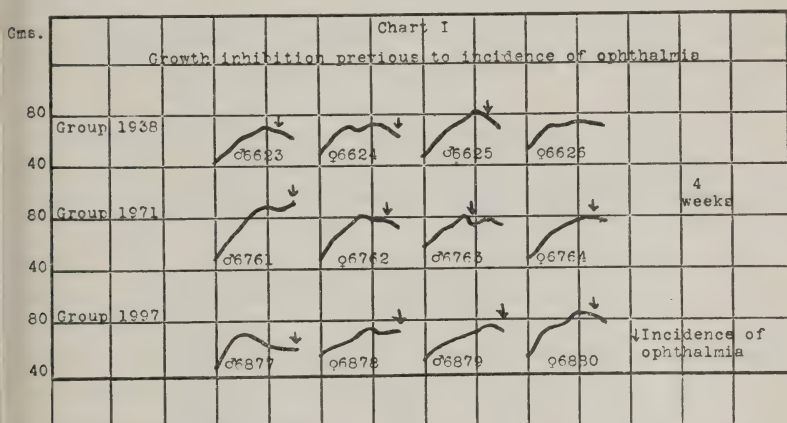 Gms.
Chart I
Growth inhibition previous to incidence of ophthalmia
80
Group 1938
♂6623 ♀6624 ♂6625 ♀6626
40
4
weeks
80
Group 1971
♂6761 ♀6762 ♂6763 ♀6764
40
80
Group 1997
↓Incidence of
ophthalmia
♂6877 ♀6878 ♂6879 ♀6880
40